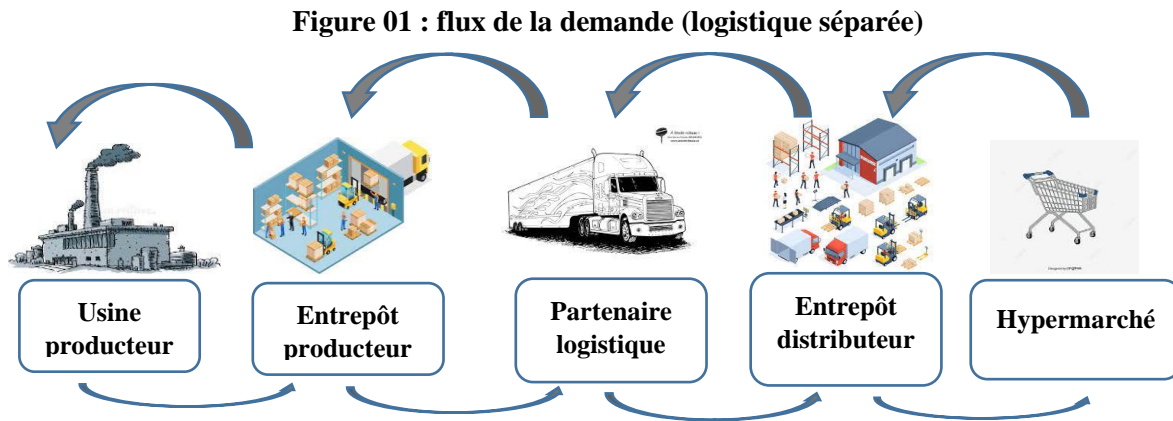 Figure 01 : flux de la demande (logistique séparée)
Usine
producteur
Entrepôt
producteur
Partenaire
logistique
Entrepôt
distributeur
Hypermarché